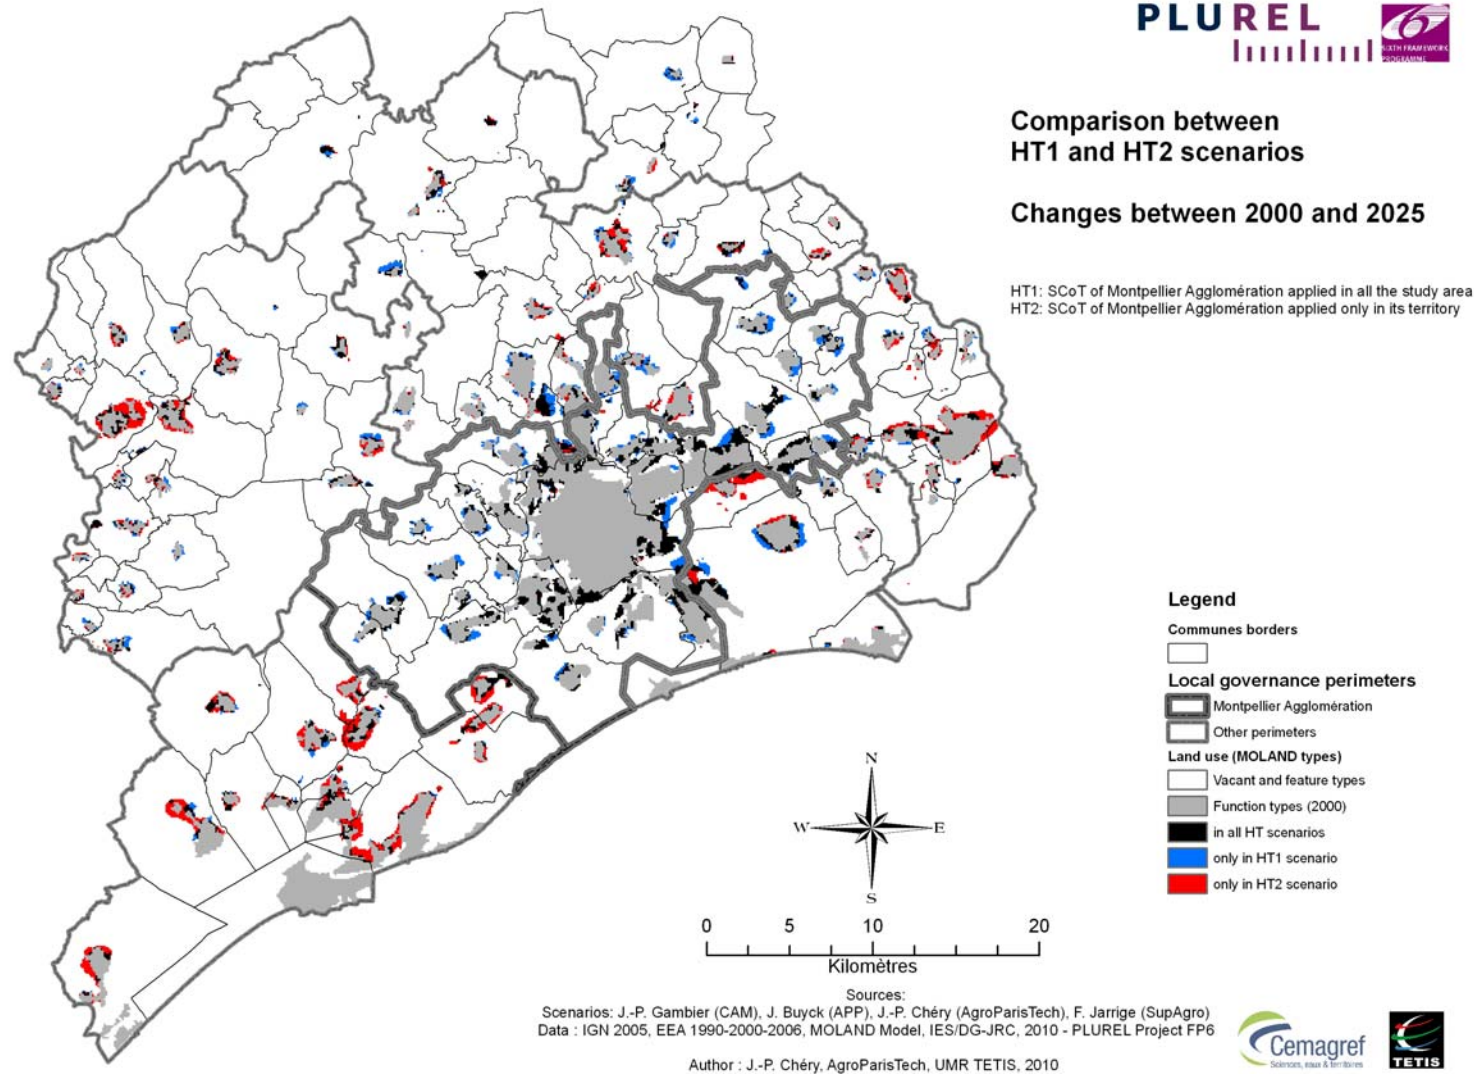 PLUREL
SIXTH FRAMEWORK
PROGRAMME
Comparison between
HT1 and HT2 scenarios
Changes between 2000 and 2025
HT1: SCoT of Montpellier Agglomération applied in all the study area
HT2: SCoT of Montpellier Agglomération applied only in its territory
Legend
Communes borders
Local governance perimeters
Montpellier Agglomération
Other perimeters
Land use (MOLAND types)
Vacant and feature types
Function types (2000)
in all HT scenarios
only in HT1 scenario
only in HT2 scenario
N
W E
S
0 5 10 20
Kilomètres
Sources:
Scenarios: J.-P. Gambier (CAM), J. Buyck (APP), J.-P. Chéry (AgroParisTech), F. Jarrige (SupAgro)
Data : IGN 2005, EEA 1990-2000-2006, MOLAND Model, IES/DG-JRC, 2010 - PLUREL Project FP6
Author : J.-P. Chéry, AgroParisTech, UMR TETIS, 2010
Cemagref
Sciences, eaux & territoires
TETIS